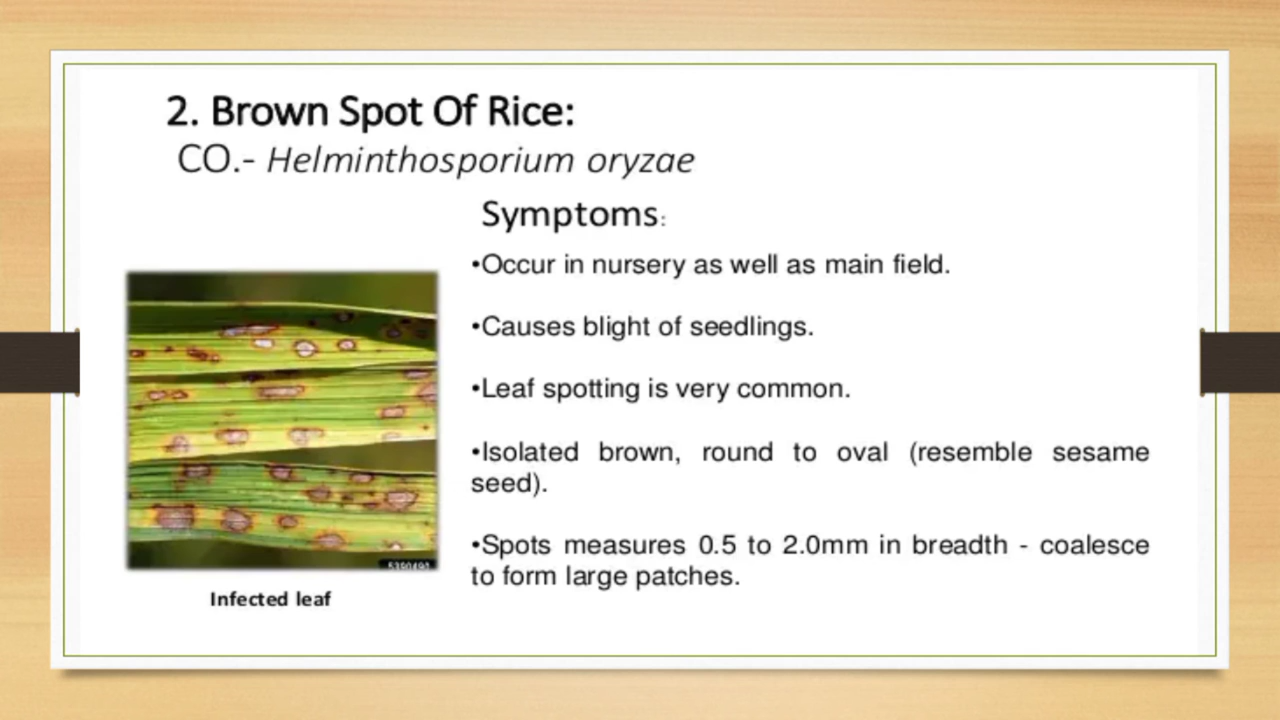 2. Brown Spot Of Rice:
CO.- Helminthosporium oryzae
Symptoms:
•Occur in nursery as well as main field.
•Causes blight of seedlings.
•Leaf spotting is very common.
•Isolated brown, round to oval (resemble sesame
seed).
•Spots measures 0.5 to 2.0mm in breadth - coalesce
to form large patches.
Infected leaf